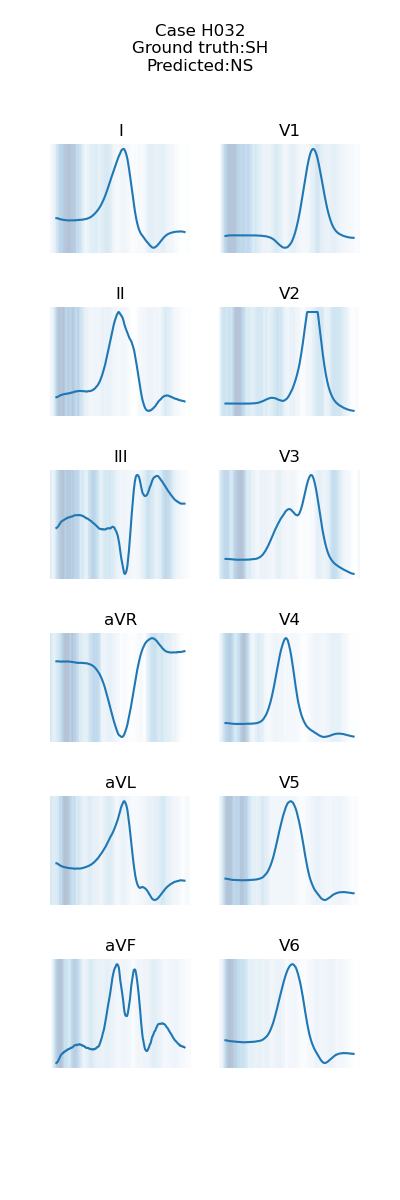 Case H032
Ground truth:SH
Predicted:NS
I
V1
II
V2
III
V3
aVR
V4
aVL
V5
aVF
V6